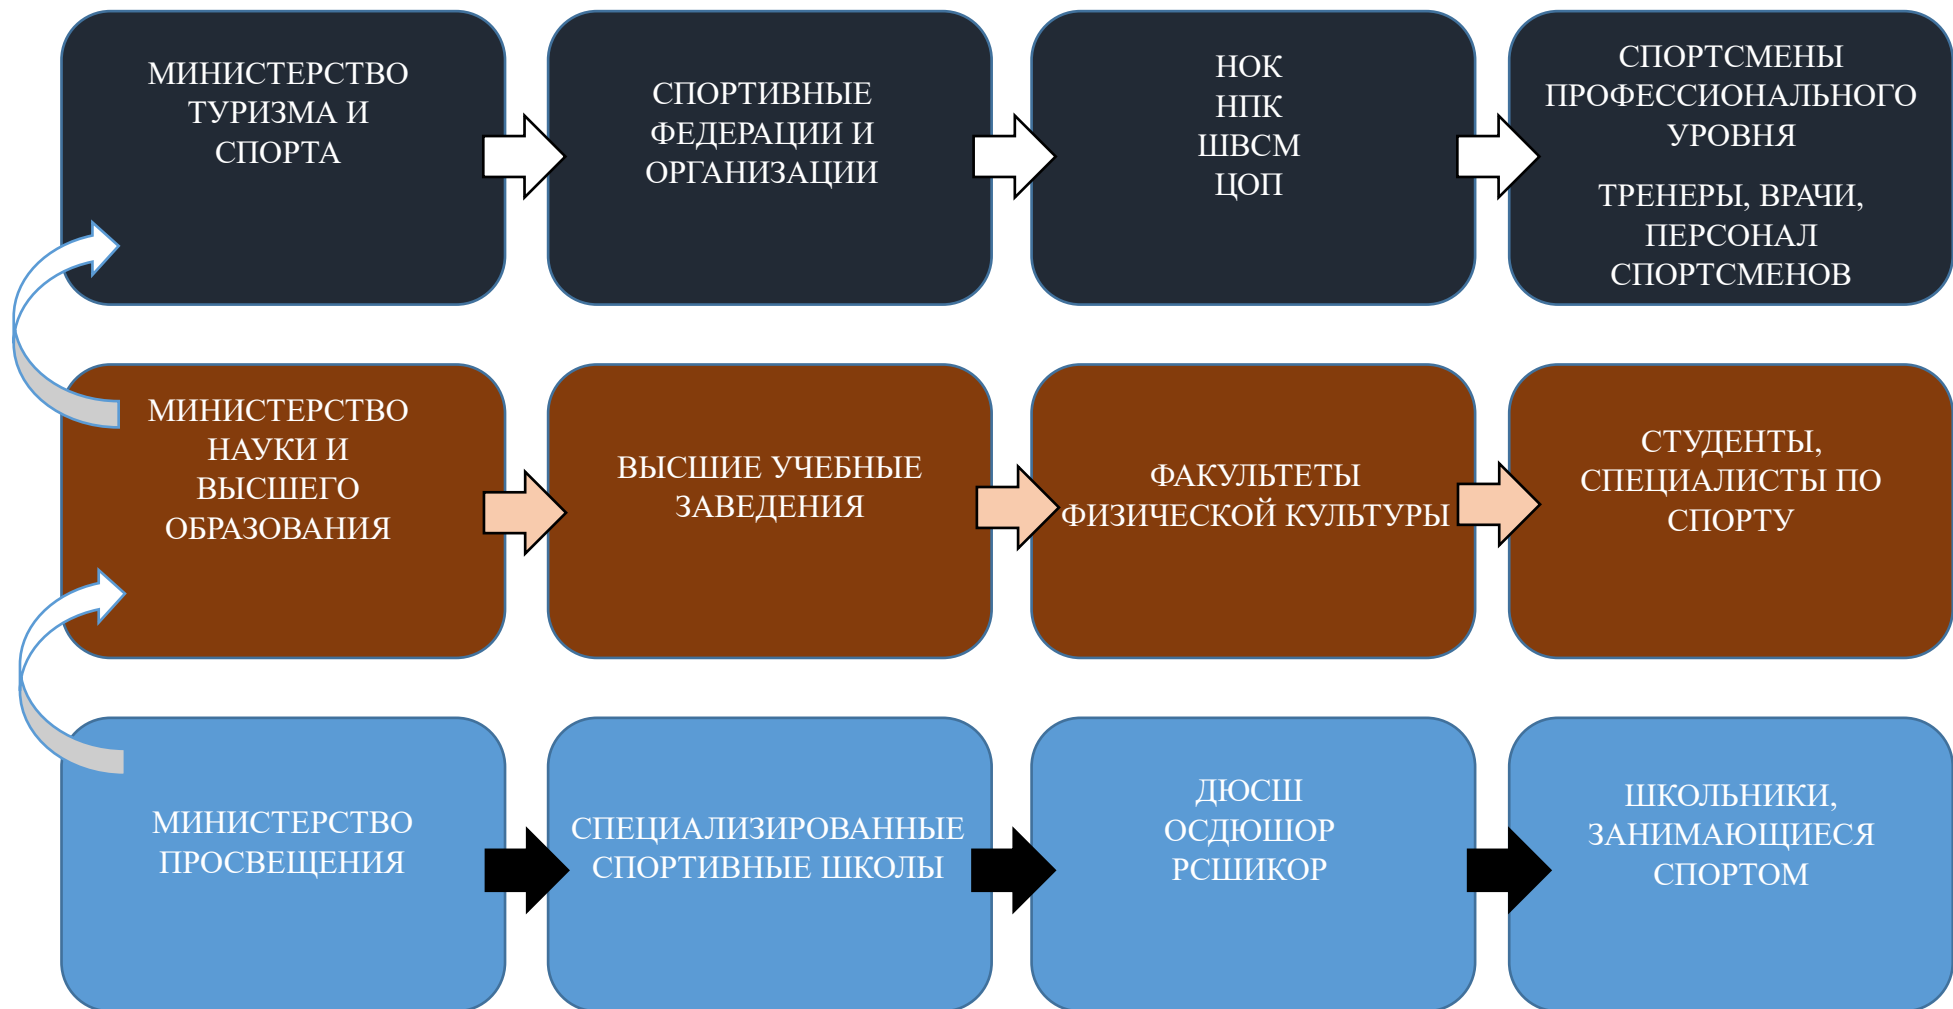 МИНИСТЕРСТВО
ТУРИЗМА И
СПОРТА
СПОРТИВНЫЕ
ФЕДЕРАЦИИ И
ОРГАНИЗАЦИИ
НОК
НПК
ШВСМ
ЦОП
СПОРТСМЕНЫ
ПРОФЕССИОНАЛЬНОГО
УРОВНЯ
ТРЕНЕРЫ, ВРАЧИ,
ПЕРСОНАЛ
СПОРТСМЕНОВ
МИНИСТЕРСТВО
НАУКИ И
ВЫСШЕГО
ОБРАЗОВАНИЯ
ВЫСШИЕ УЧЕБНЫЕ
ЗАВЕДЕНИЯ
ФАКУЛЬТЕТЫ
ФИЗИЧЕСКОЙ КУЛЬТУРЫ
СТУДЕНТЫ,
СПЕЦИАЛИСТЫ ПО
СПОРТУ
МИНИСТЕРСТВО
ПРОСВЕЩЕНИЯ
СПЕЦИАЛИЗИРОВАННЫЕ
СПОРТИВНЫЕ ШКОЛЫ
ДЮСШ
ОСДЮШОР
РСШИКОР
ШКОЛЬНИКИ,
ЗАНИМАЮЩИЕСЯ
СПОРТОМ